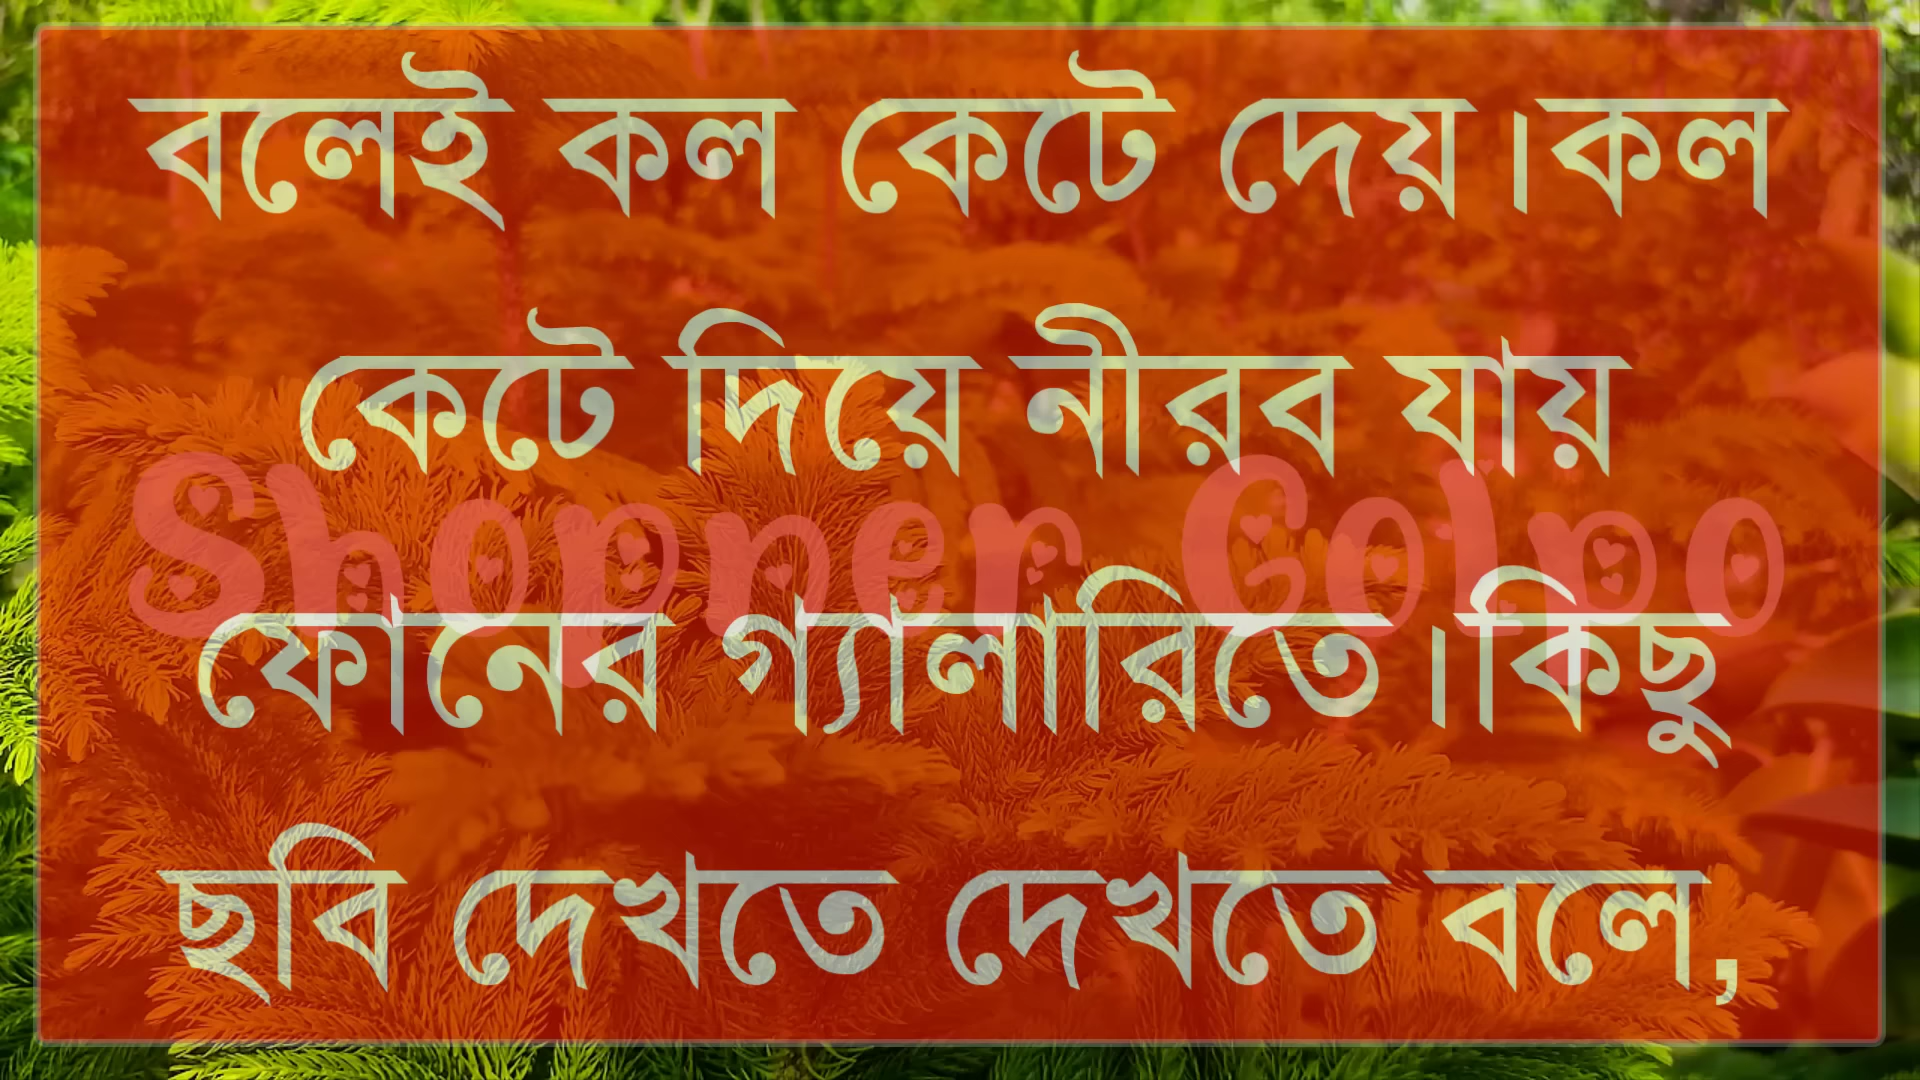 বলেই কল কেটে দেয়।কল
কেটে দিয়ে নীরব যায়
Shopner Golpo
ফোনের গ্যালারিতে।কিছু
ছবি দেখতে দেখতে বলে,